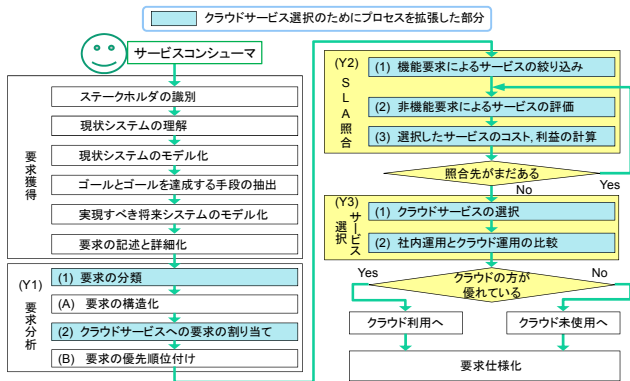 クラウドサービス選択のためにプロセスを拡張した部分
サービスコンシューマ
要求獲得
ステークホルダの識別
現状システムの理解
現状システムのモデル化
ゴールとゴールを達成する手段の抽出
実現すべき将来システムのモデル化
要求の記述と詳細化
(Y1)
要求分析
(1) 要求の分類
(A) 要求の構造化
(2) クラウドサービスへの要求の割り当て
(B) 要求の優先順位付け
(Y2)
SLA照合
(1) 機能要求によるサービスの絞り込み
(2) 非機能要求によるサービスの評価
(3) 選択したサービスのコスト,利益の計算
照合先がまだある
Yes
No
(Y3)
サービス
選択
(1) クラウドサービスの選択
(2) 社内運用とクラウド運用の比較
Yes
クラウドの方が
優れている
No
クラウド利用へ
クラウド未使用へ
要求仕様化